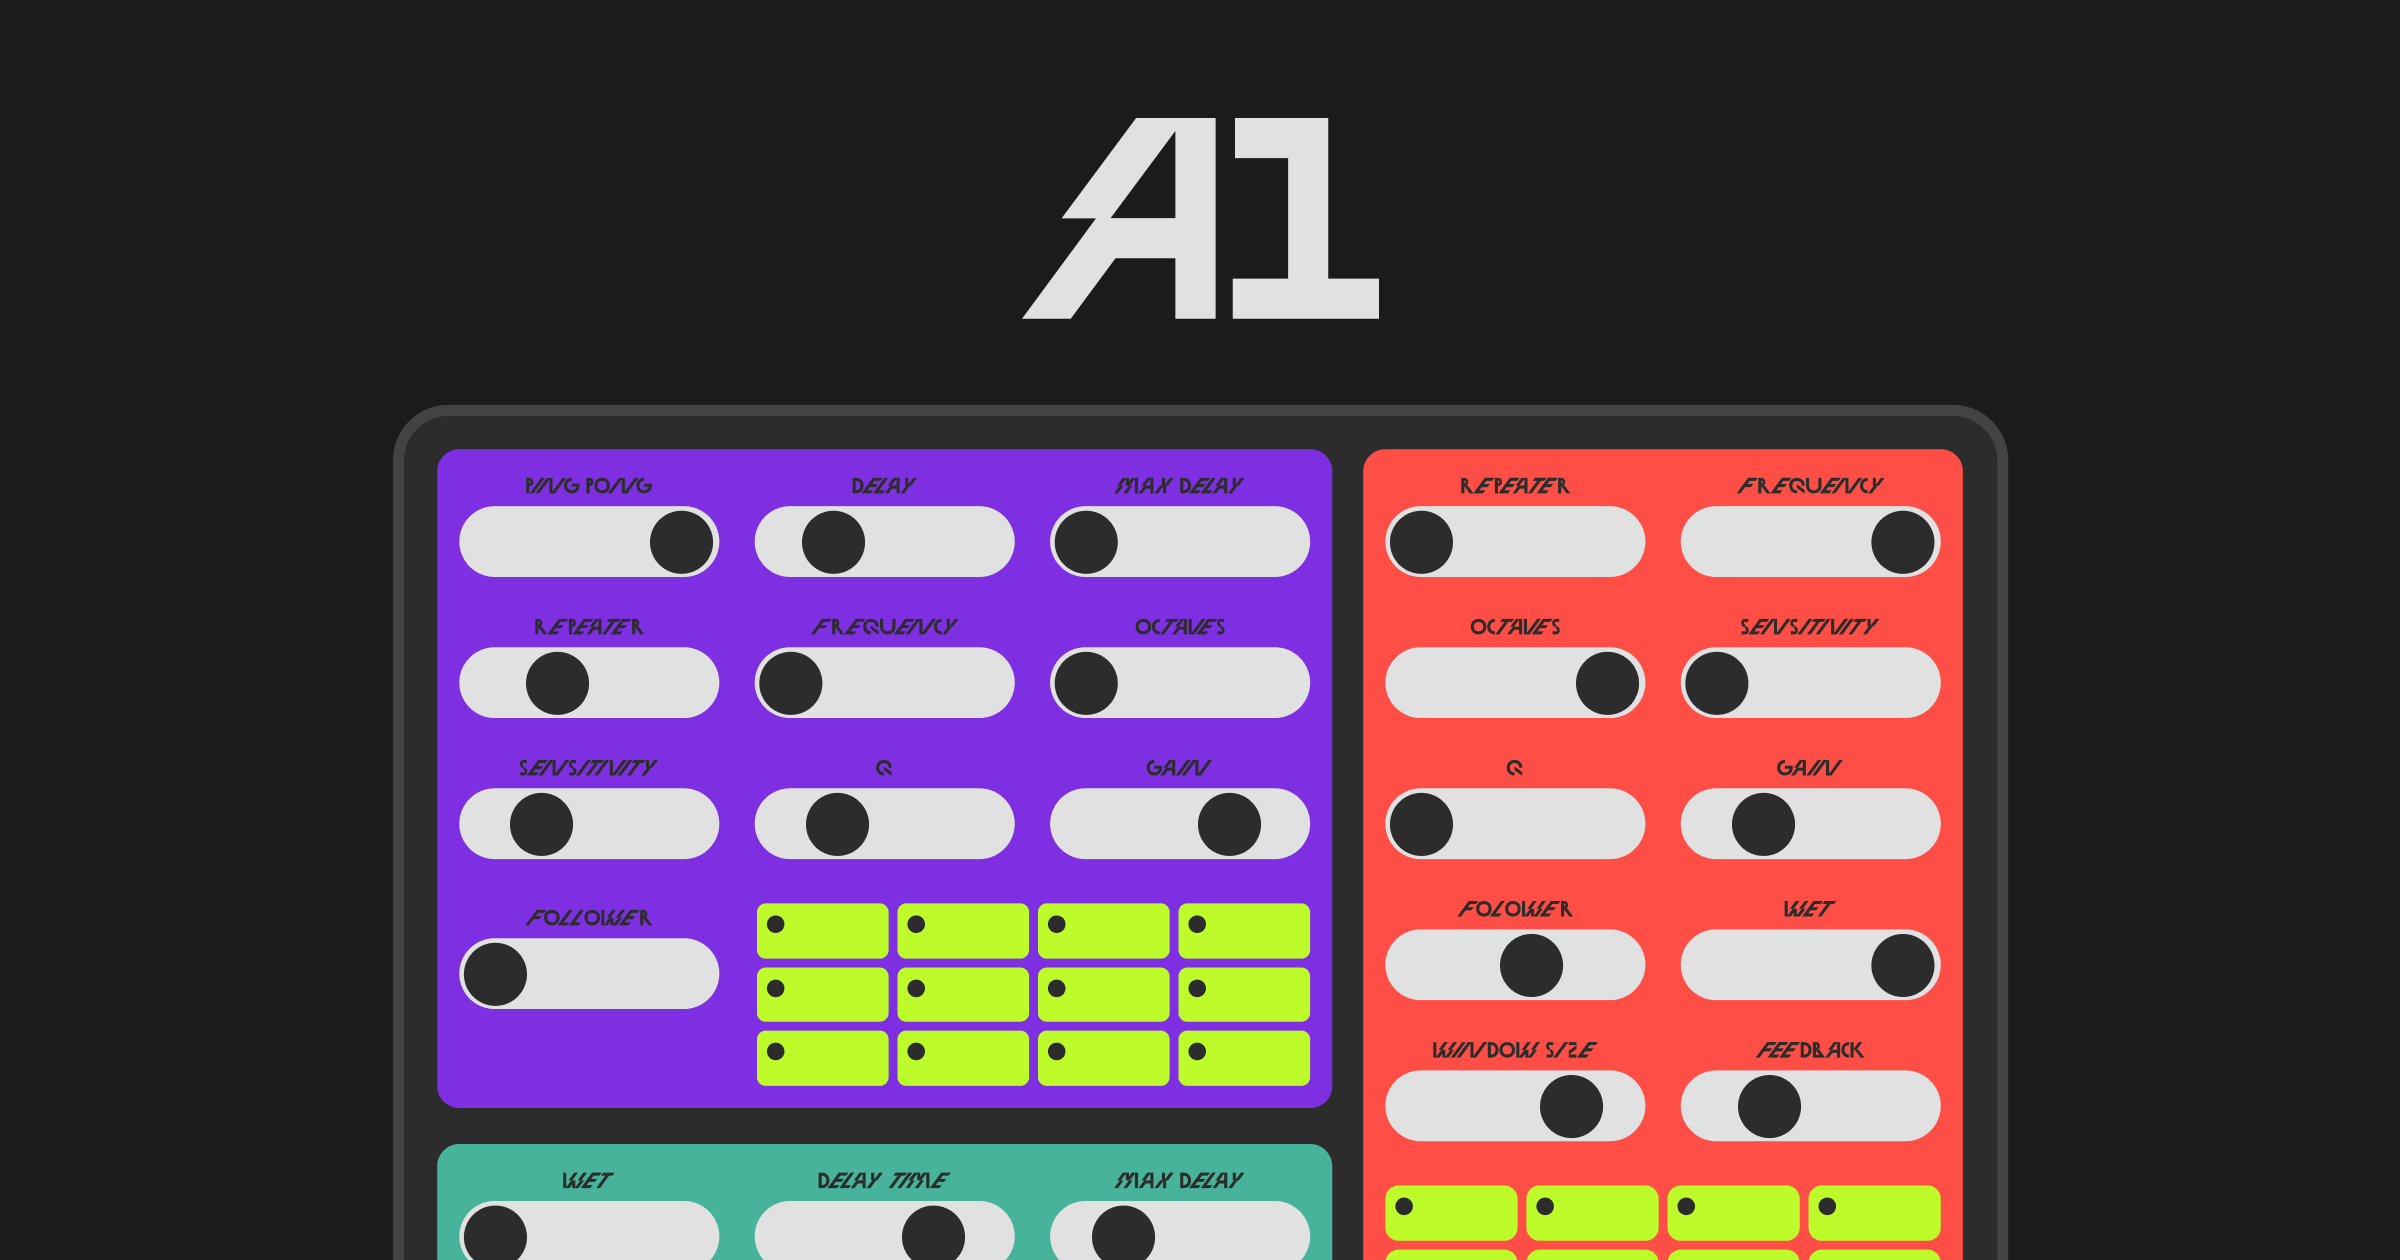 A1
PING PONG
DELAY
MAX DELAY
REPEATER
FREQUENCY
OCTAVES
SENSITIVITY
Q
GAIN
FOLLOWER
REPEATER
FREQUENCY
OCTAVES
SENSITIVITY
Q
GAIN
FOLOWER
WET
WINDOW SIZE
FEEDBACK
WET
DELAY TIME
MAX DELAY